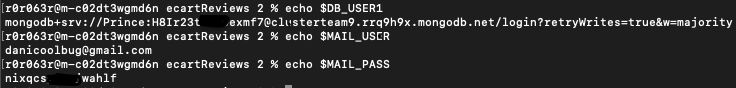 r0r063r@m-c02dt3wgmd6n ecartReviews 2 % echo $DB_USER1
mongodb+srv://Prince:H8Ir23t exmf7@clusterteam9.rrq9h9x.mongodb.net/login?retryWrites=true&w=majority
r0r063r@m-c02dt3wgmd6n ecartReviews 2 % echo $MAIL_USER
danicoolbug@gmail.com
r0r063r@m-c02dt3wgmd6n ecartReviews 2 % echo $MAIL_PASS
nixqcs jwahlf